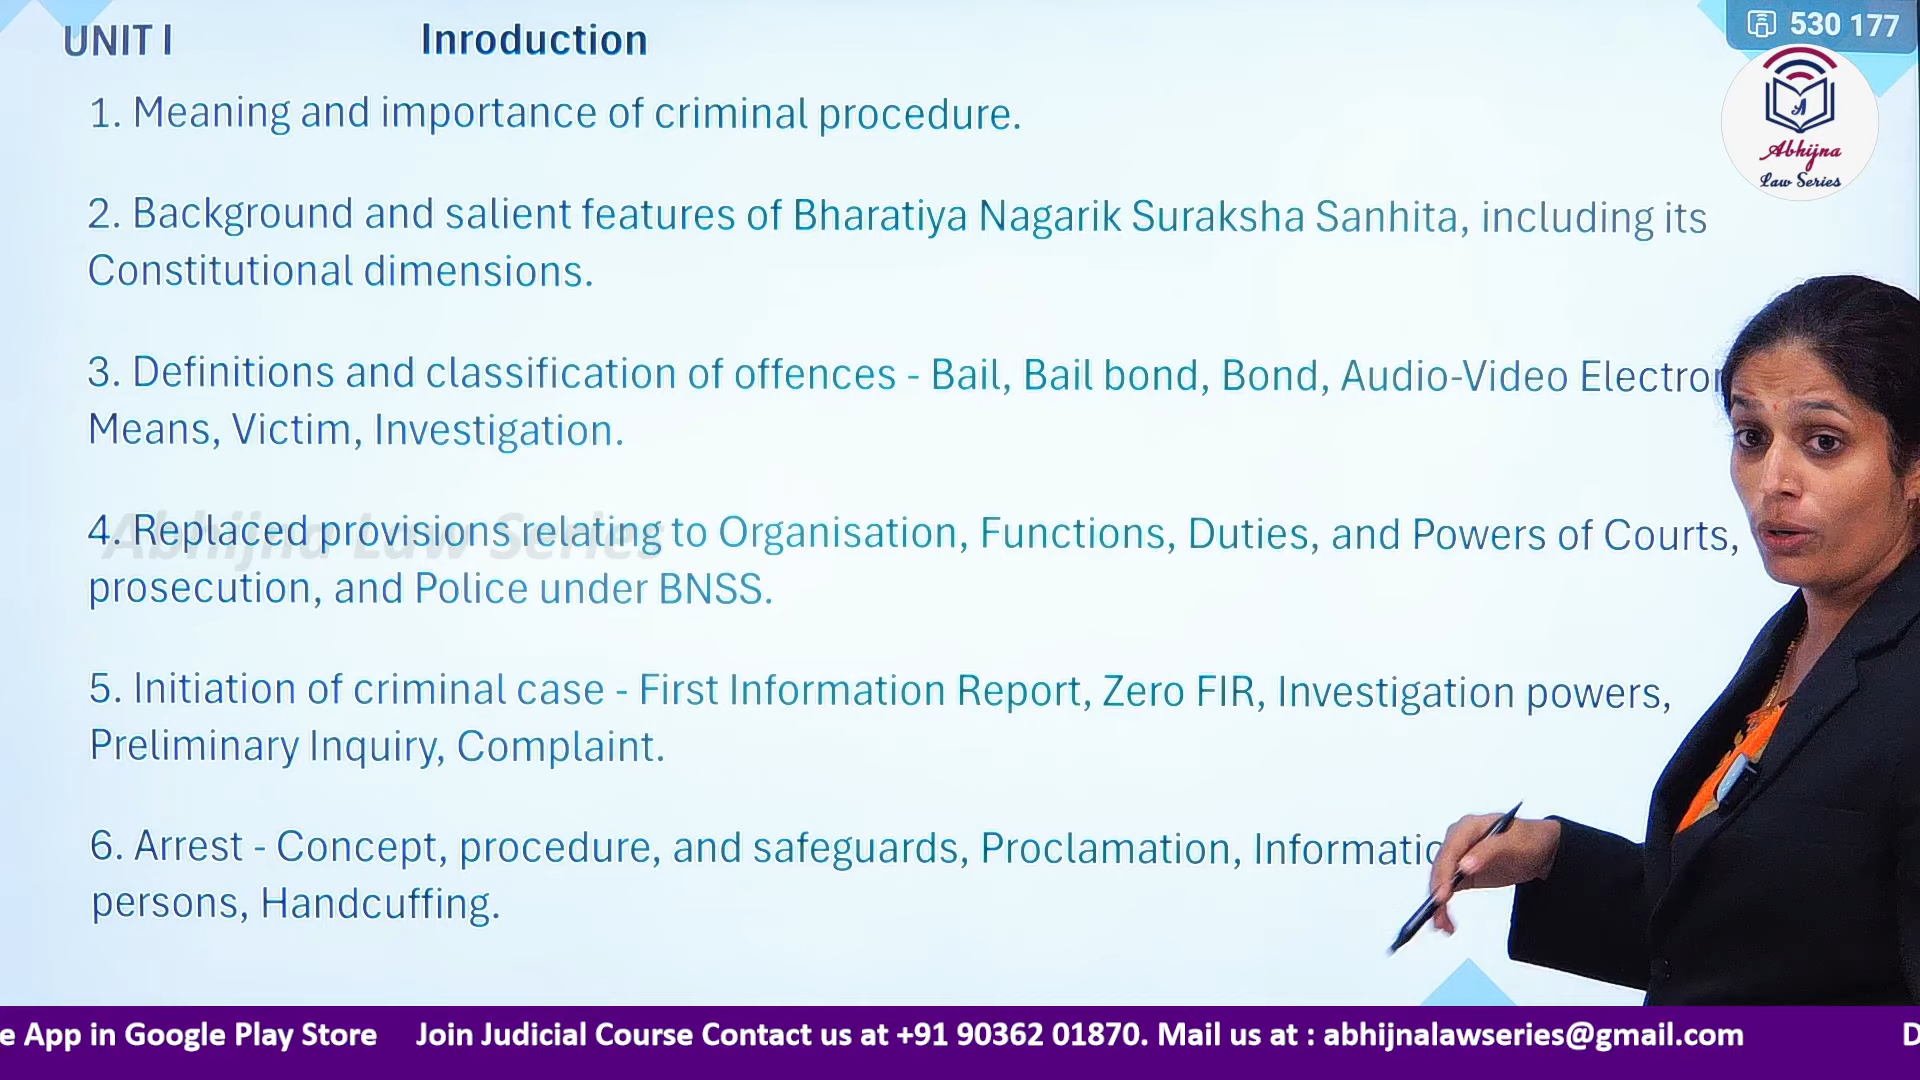 UNIT I Inroduction
530 177
Abhijna
Law Series
1. Meaning and importance of criminal procedure.
2. Background and salient features of Bharatiya Nagarik Suraksha Sanhita, including its
Constitutional dimensions.
3. Definitions and classification of offences - Bail, Bail bond, Bond, Audio-Video
Means, Victim, Investigation.
4. Replaced provisions relating to Organisation, Functions, Duties, and Powers of Courts,
Abhijna Law Series
prosecution, and Police under BNSS.
5. Initiation of criminal case - First Information Report, Zero FIR, Investigation powers,
Preliminary Inquiry, Complaint.
6. Arrest - Concept, procedure, and safeguards, Proclamation,
persons, Handcuffing.
e App in Google Play Store Join Judicial Course Contact us at +91 90362 01870. Mail us at : abhijnalawseries@gmail.com D